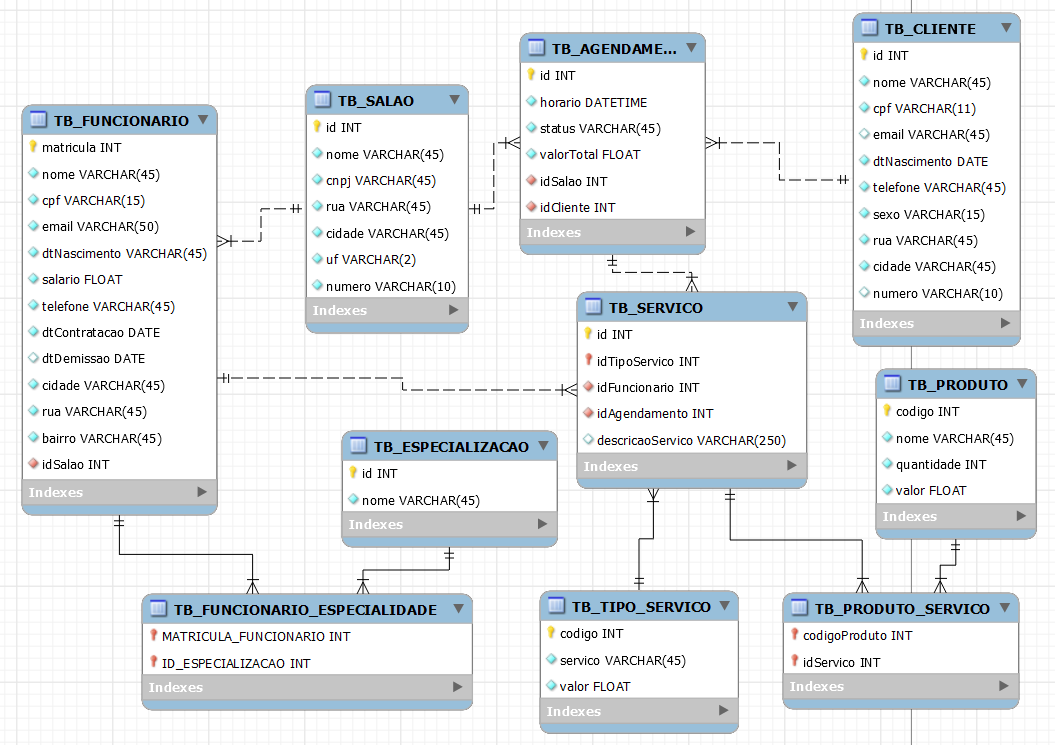 TB_FUNCIONARIO
matricula INT
nome VARCHAR(45)
cpf VARCHAR(15)
email VARCHAR(50)
dtNascimento VARCHAR(45)
salario FLOAT
telefone VARCHAR(45)
dtContratacao DATE
dtDemissao DATE
cidade VARCHAR(45)
rua VARCHAR(45)
bairro VARCHAR(45)
idSalao INT
Indexes
TB_SALAO
id INT
nome VARCHAR(45)
cnpj VARCHAR(45)
rua VARCHAR(45)
cidade VARCHAR(45)
uf VARCHAR(2)
numero VARCHAR(10)
Indexes
TB_AGENDAME...
id INT
horario DATETIME
status VARCHAR(45)
valorTotal FLOAT
idSalao INT
idCliente INT
Indexes
TB_CLIENTE
id INT
nome VARCHAR(45)
cpf VARCHAR(11)
email VARCHAR(45)
dtNascimento DATE
telefone VARCHAR(45)
sexo VARCHAR(15)
rua VARCHAR(45)
cidade VARCHAR(45)
numero VARCHAR(10)
Indexes
TB_SERVICO
id INT
idTipoServico INT
idFuncionario INT
idAgendamento INT
descricaoServico VARCHAR(250)
Indexes
TB_PRODUTO
codigo INT
nome VARCHAR(45)
quantidade INT
valor FLOAT
Indexes
TB_ESPECIALIZACAO
id INT
nome VARCHAR(45)
Indexes
TB_FUNCIONARIO_ESPECIALIDADE
MATRICULA_FUNCIONARIO INT
ID_ESPECIALIZACAO INT
Indexes
TB_TIPO_SERVICO
codigo INT
servico VARCHAR(45)
valor FLOAT
Indexes
TB_PRODUTO_SERVICO
codigoProduto INT
idServico INT
Indexes